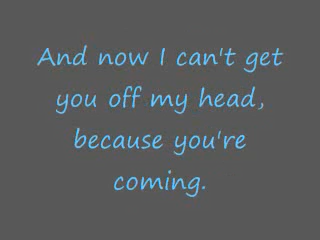 And now I can't get
you off my head,
because you're
coming.